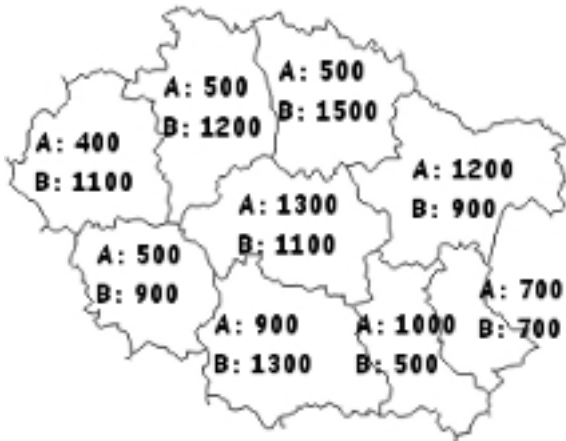 A: 500
B: 1200
A: 500
B: 1500
A: 400
B: 1100
A: 1200
B: 900
A: 1300
B: 1100
A: 500
B: 900
A: 700
B: 700
A: 900
B: 1300
A: 1000
B: 500